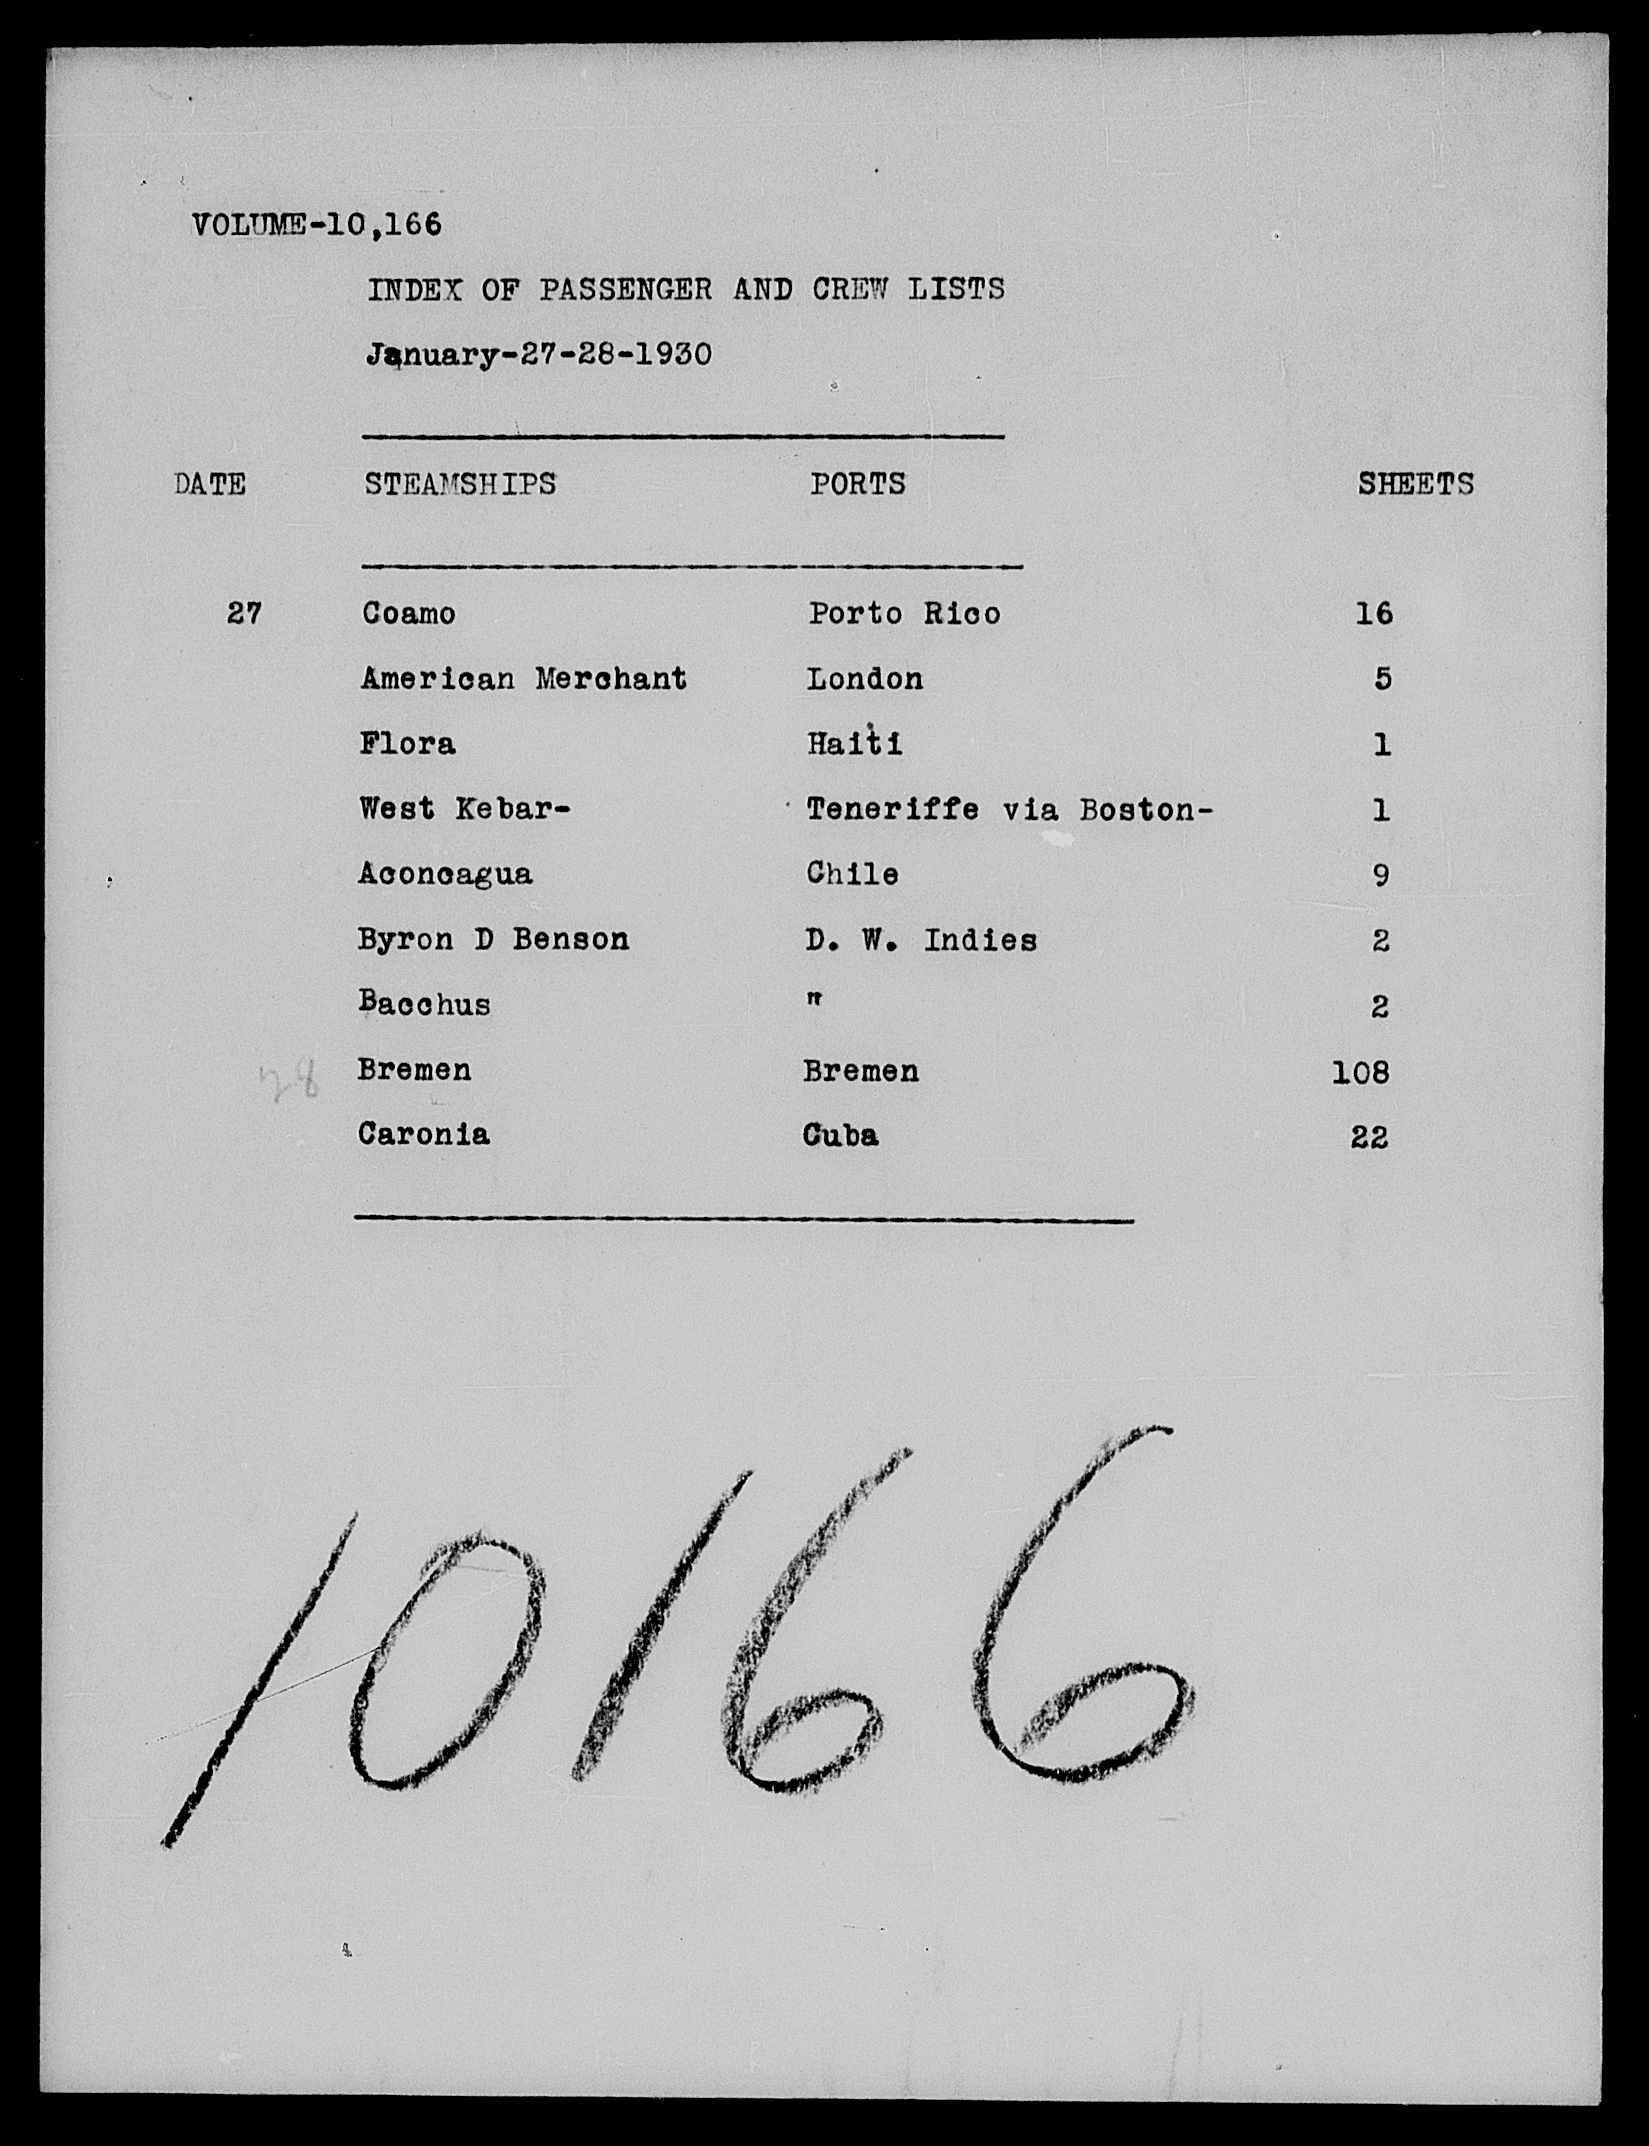 VOLUME-10,166
INDEX OF PASSENGER AND CREW LISTS
January-27-28-1930
DATE STEAMSHIPS PORTS SHEETS
27 Coamo Porto Rico 16
American Merchant London 5
Flora Haiti 1
West Kebar- Teneriffe via Boston- 1
Aconcagua Chile 9
Byron D Benson D. W. Indies 2
Bacchus " 2
28 Bremen Bremen 108
Caronia Cuba 22
10166